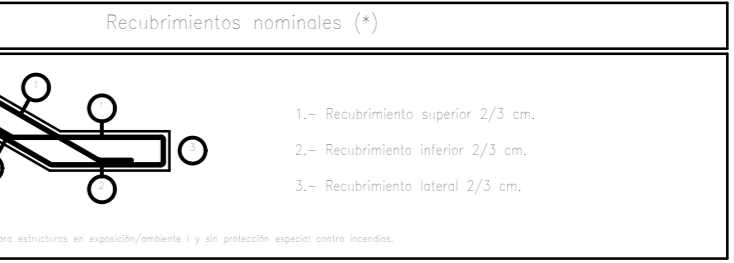 Recubrimientos nominales (*)
1
1
1.- Recubrimiento superior 2/3 cm.
3
2.- Recubrimiento inferior 2/3 cm.
2
3.- Recubrimiento lateral 2/3 cm.
estructuras en exposición/ambiente I y sin protección especial contra incendios.